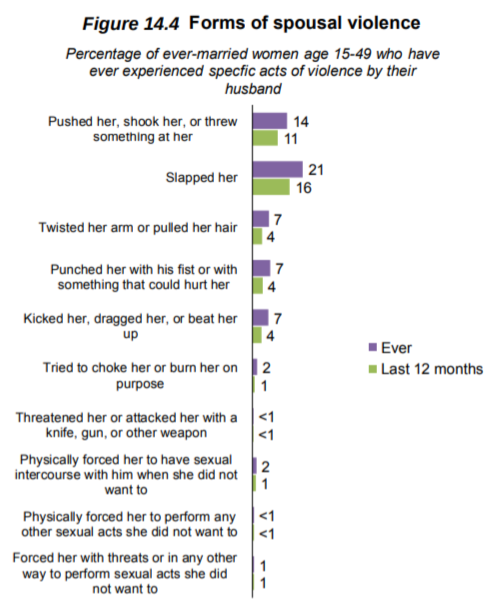 Figure 14.4 Forms of spousal violence
Percentage of ever-married women age 15-49 who have
ever experienced specfic acts of violence by their
husband
Pushed her, shook her, or threw
something at her
14
11
Slapped her
21
16
Twisted her arm or pulled her hair
7
4
Punched her with his fist or with
something that could hurt her
7
4
Kicked her, dragged her, or beat her
up
7
4
Tried to choke her or burn her on
purpose
2
1
Threatened her or attacked her with a
knife, gun, or other weapon
<1
<1
Physically forced her to have sexual
intercourse with him when she did not
want to
2
1
Physically forced her to perform any
other sexual acts she did not want to
<1
<1
Forced her with threats or in any other
way to perform sexual acts she did
not want to
1
1
Ever
Last 12 months